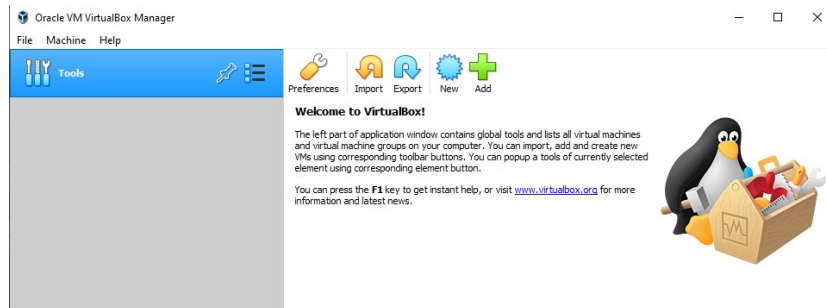 Oracle VM VirtualBox Manager
File Machine Help
Tools
Preferences Import Export New Add
Welcome to VirtualBox!
The left part of application window contains global tools and lists all virtual machines
and virtual machine groups on your computer. You can import, add and create new
VMs using corresponding toolbar buttons. You can popup a tools of currently selected
element using corresponding element button.
You can press the F1 key to get instant help, or visit www.virtualbox.org for more
information and latest news.